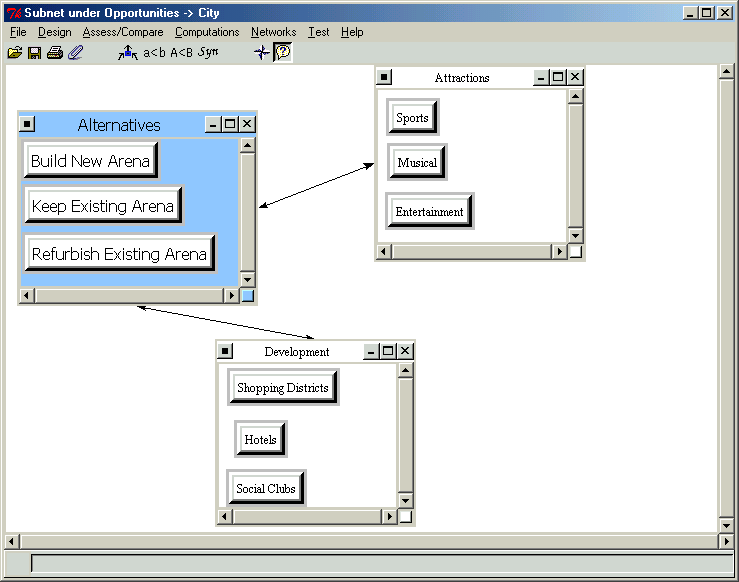 Subnet under Opportunities -> City
File Design Assess/Compare Computations Networks Test Help
a<b A<B Syn
Attractions
Sports
Musical
Entertainment
Alternatives
Build New Arena
Keep Existing Arena
Refurbish Existing Arena
Development
Shopping Districts
Hotels
Social Clubs